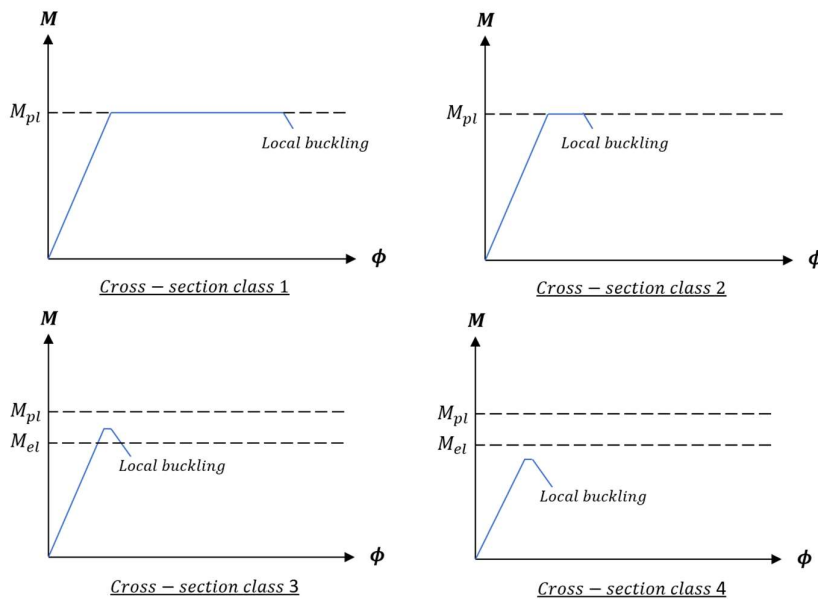 M
M
M_pl
M_pl
Local buckling
Local buckling
ϕ
ϕ
Cross − section class 1
Cross − section class 2
M
M
M_pl
M_pl
M_el
M_el
Local buckling
Local buckling
ϕ
ϕ
Cross − section class 3
Cross − section class 4